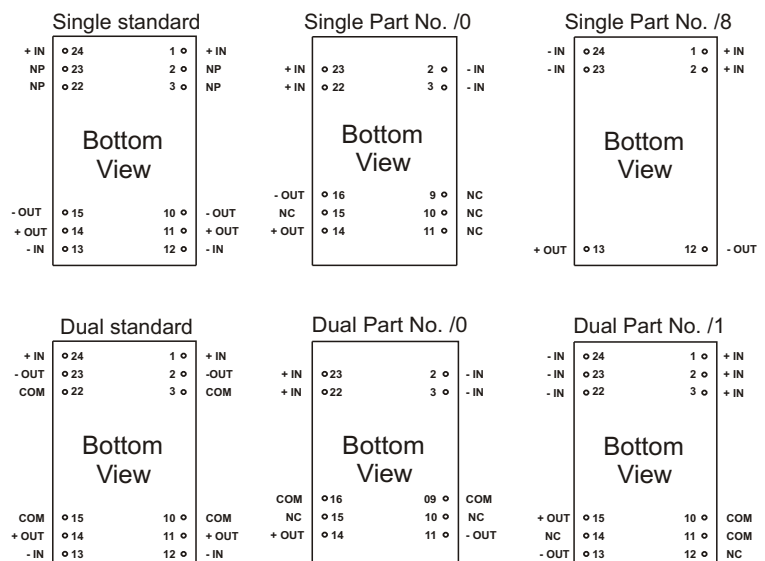 Single standard
+ IN 24 1 + IN
NP 23 2 NP
NP 22 3 NP
Bottom
View
- OUT 15 10 - OUT
+ OUT 14 11 + OUT
- IN 13 12 - IN
Single Part No. /0
+ IN 23 2 - IN
+ IN 22 3 - IN
Bottom
View
- OUT 16 9 NC
NC 15 10 NC
+ OUT 14 11 NC
Single Part No. /8
- IN 24 1 + IN
- IN 23 2 + IN
Bottom
View
+ OUT 13 12 - OUT
Dual standard
+ IN 24 1 + IN
- OUT 23 2 -OUT
COM 22 3 COM
Bottom
View
COM 15 10 COM
+ OUT 14 11 + OUT
- IN 13 12 - IN
Dual Part No. /0
+ IN 23 2 - IN
+ IN 22 3 - IN
Bottom
View
COM 16 09 COM
NC 15 10 NC
+ OUT 14 11 - OUT
Dual Part No. /1
- IN 24 1 + IN
- IN 23 2 + IN
- IN 22 3 + IN
Bottom
View
+ OUT 15 10 COM
NC 14 11 COM
- OUT 13 12 NC